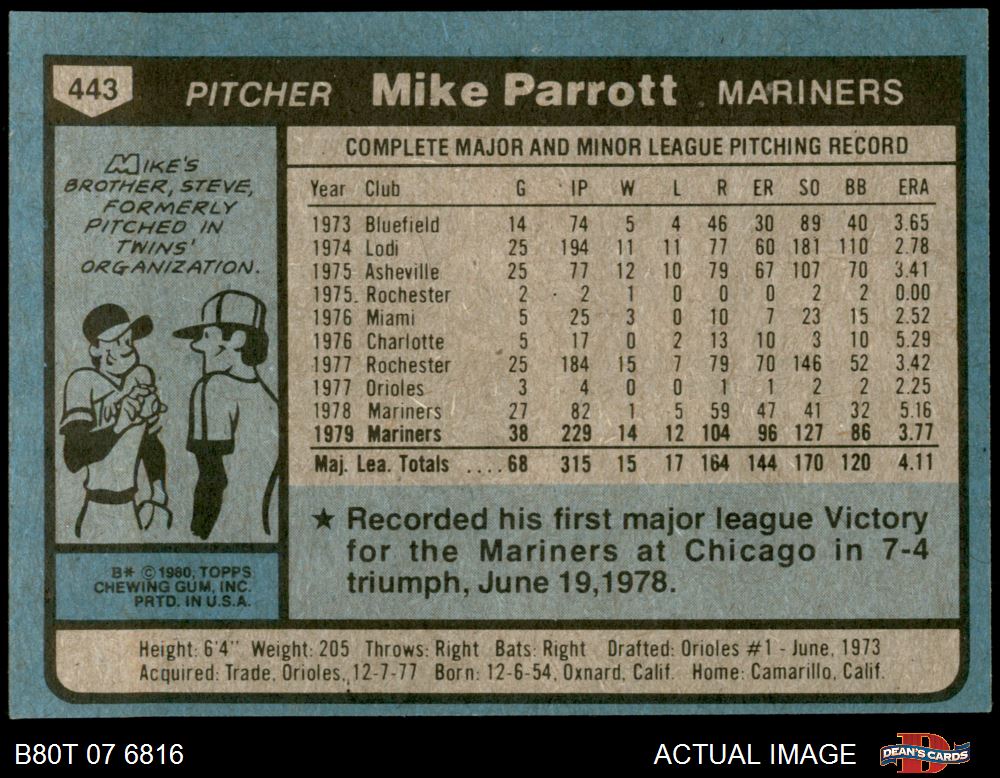 443 PITCHER Mike Parrott MARINERS
MIKE'S
BROTHER, STEVE,
FORMERLY
PITCHED IN
TWINS'
ORGANIZATION.
COMPLETE MAJOR AND MINOR LEAGUE PITCHING RECORD
Year Club G IP W L R ER SO BB ERA
1973 Bluefield 14 74 5 4 46 30 89 40 3.65
1974 Lodi 25 194 11 11 77 60 181 110 2.78
1975 Asheville 25 77 12 10 79 67 107 70 3.41
1975 Rochester 2 2 1 0 0 0 2 2 0.00
1976 Miami 5 25 3 0 10 7 23 15 2.52
1976 Charlotte 5 17 0 2 13 10 3 10 5.29
1977 Rochester 25 184 15 7 79 70 146 52 3.42
1977 Orioles 3 4 0 0 1 1 2 2 2.25
1978 Mariners 27 82 1 5 59 47 41 32 5.16
1979 Mariners 38 229 14 12 104 96 127 86 3.77
Maj. Lea. Totals ....68 315 15 17 164 144 170 120 4.11
★ Recorded his first major league Victory
for the Mariners at Chicago in 7-4
triumph, June 19,1978.
B* © 1980, TOPPS
CHEWING GUM, INC.
PRTD. IN U.S.A.
Height: 6'4" Weight: 205 Throws: Right Bats: Right Drafted: Orioles #1 - June, 1973
Acquired: Trade, Orioles, 12-7-77 Born: 12-6-54, Oxnard, Calif. Home: Camarillo, Calif.
B80T 07 6816 ACTUAL IMAGE DEAN'S CARDS